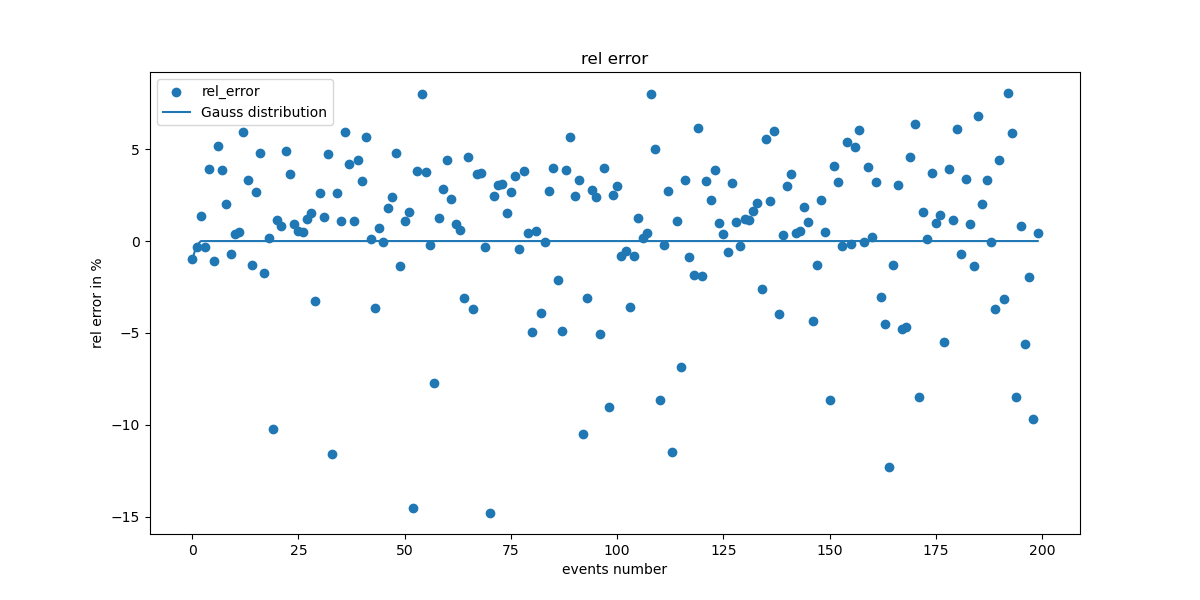 rel error
rel_error
Gauss distribution
rel error in %
5
0
−5
−10
−15
0 25 50 75 100 125 150 175 200
events number